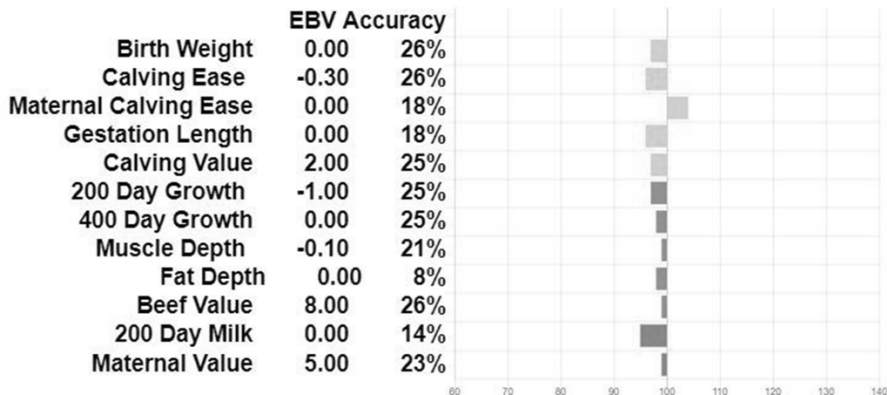 EBV Accuracy
Birth Weight 0.00 26%
Calving Ease -0.30 26%
Maternal Calving Ease 0.00 18%
Gestation Length 0.00 18%
Calving Value 2.00 25%
200 Day Growth -1.00 25%
400 Day Growth 0.00 25%
Muscle Depth -0.10 21%
Fat Depth 0.00 8%
Beef Value 8.00 26%
200 Day Milk 0.00 14%
Maternal Value 5.00 23%
60 70 80 90 100 110 120 130 140